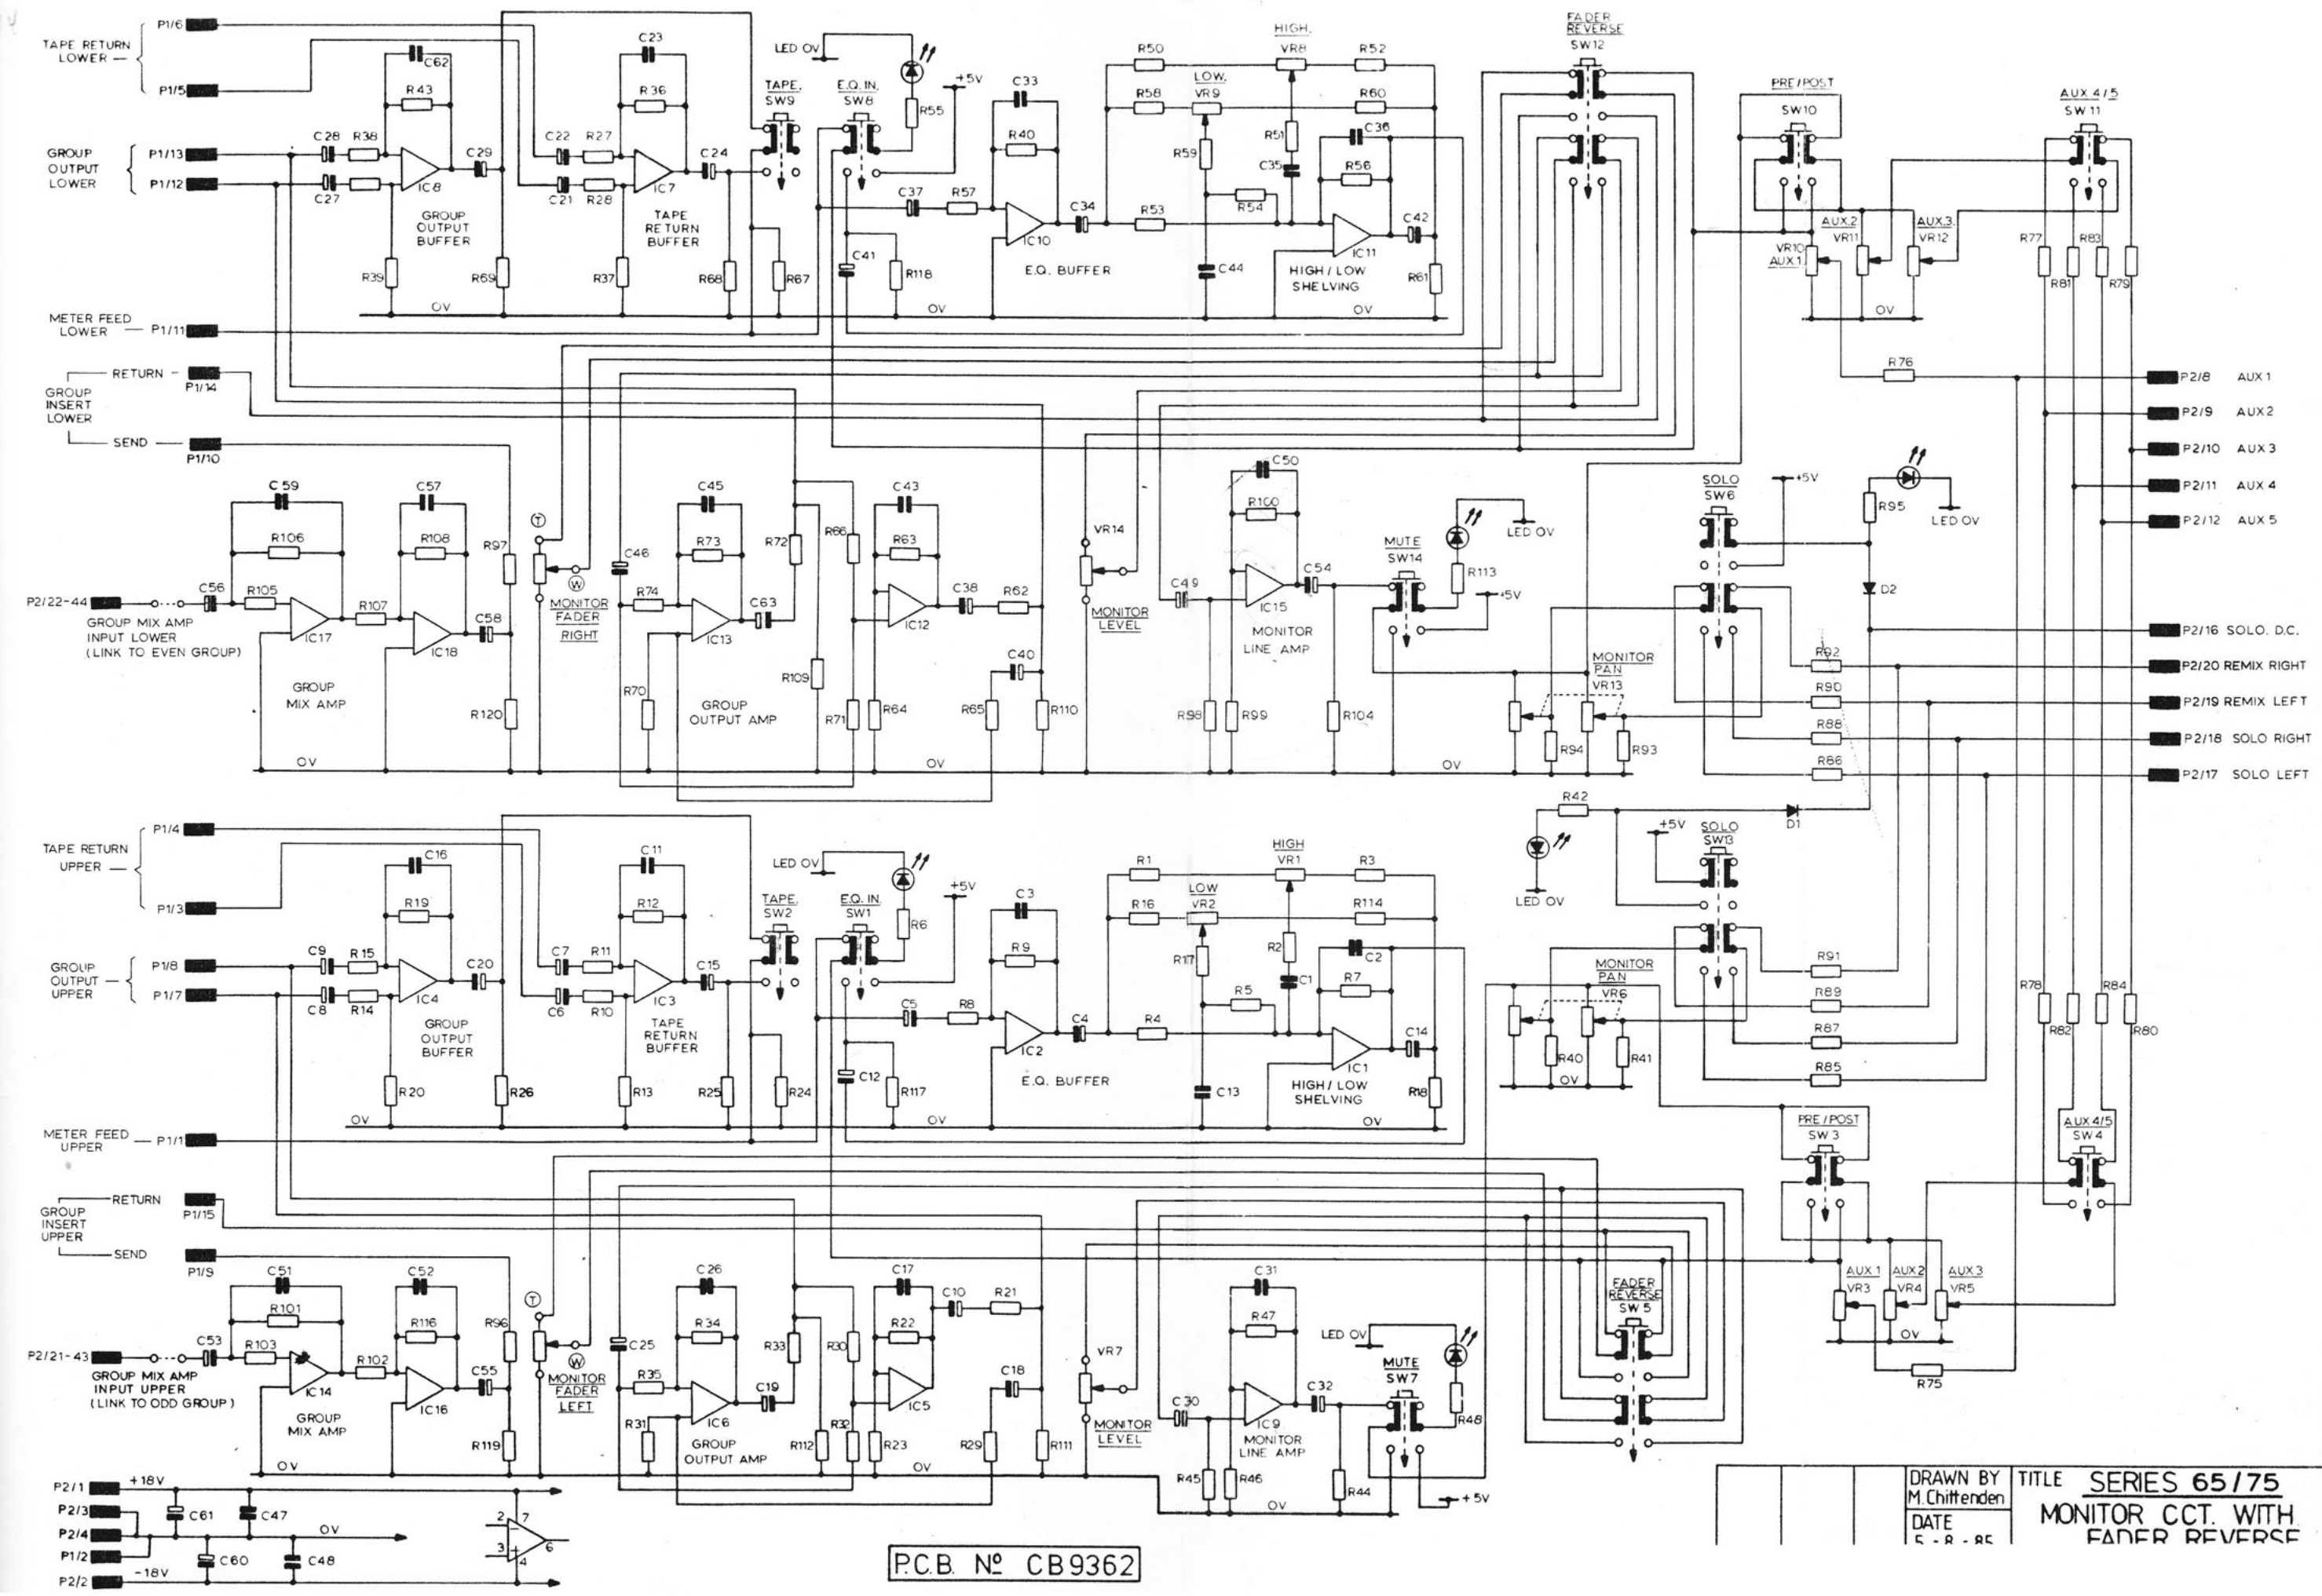 FADER
REVERSE
SW12
P1/6
TAPE RETURN
LOWER
P1/5
C62
R43
C23
R36
LED OV
TAPE.
SW9
E.Q. IN.
SW8
R55
+5V
C33
R40
R50
HIGH.
VR8
R52
LOW.
VR9
R58
R60
PRE/POST
SW10
AUX 4/5
SW11
GROUP
OUTPUT
LOWER
P1/13
P1/12
C28
R38
C27
IC8
C29
GROUP
OUTPUT
BUFFER
C22
R27
C21
R28
IC7
C24
TAPE
RETURN
BUFFER
R39
R69
R37
R68
R67
C41
R118
C37
R57
IC10
C34
E.Q. BUFFER
R53
R59
R51
C35
R54
C36
R56
IC11
C42
C44
HIGH / LOW
SHELVING
R61
OV
OV
OV
AUX.2
VR11
AUX.3.
VR12
VR10
AUX 1
OV
R77
R83
R81
R79
METER FEED
LOWER
P1/11
RETURN
P1/14
GROUP
INSERT
LOWER
SEND
P1/10
R76
P2/8 AUX 1
P2/9 AUX2
P2/10 AUX 3
P2/11 AUX 4
P2/12 AUX 5
C59
R106
C57
R108
R97
T
W
MONITOR
FADER
RIGHT
C46
C45
R73
R74
R72
R66
C43
R63
VR14
MONITOR
LEVEL
C49
C50
R100
IC15
C54
MONITOR
LINE AMP
MUTE
SW14
LED OV
R113
+5V
SOLO
SW6
+5V
R95
LED OV
D2
P2/22-44
C56
R105
IC17
R107
IC18
C58
GROUP MIX AMP
INPUT LOWER
(LINK TO EVEN GROUP)
GROUP
MIX AMP
R120
IC13
C63
R70
GROUP
OUTPUT AMP
R109
R71
R64
IC12
C38
R62
C40
R65
R110
R98
R99
R104
MONITOR
PAN
VR13
R94
R93
R92
R90
R88
R86
P2/16 SOLO. D.C.
P2/20 REMIX RIGHT
P2/19 REMIX LEFT
P2/18 SOLO RIGHT
P2/17 SOLO LEFT
OV
OV
OV
R42
D1
LED OV
+5V
SOLO
SW13
P1/4
TAPE RETURN
UPPER
P1/3
C16
R19
C11
R12
LED OV
TAPE.
SW2
E.Q. IN.
SW1
R6
+5V
C3
R9
R1
HIGH
VR1
R3
LOW
VR2
R16
R114
GROUP
OUTPUT
UPPER
P1/8
P1/7
C9
R15
C8
R14
IC4
C20
GROUP
OUTPUT
BUFFER
C7
R11
C6
R10
IC3
C15
TAPE
RETURN
BUFFER
R20
R26
R13
R25
R24
C12
R117
C5
R8
IC2
C4
E.Q. BUFFER
R4
R17
R2
C1
R5
C2
R7
IC1
C14
C13
HIGH / LOW
SHELVING
R18
OV
OV
OV
MONITOR
PAN
VR6
R40
R41
OV
R91
R89
R87
R85
R78
R84
R82
R80
METER FEED
UPPER
P1/1
PRE/POST
SW3
AUX4/5
SW4
RETURN
P1/15
GROUP
INSERT
UPPER
SEND
P1/9
AUX 1
VR3
AUX2
VR4
AUX3
VR5
OV
R75
C51
R101
C52
R116
R96
T
W
MONITOR
FADER
LEFT
C25
C26
R34
R35
R33
R30
C17
R22
C10
R21
VR7
MONITOR
LEVEL
C30
C31
R47
IC9
C32
MONITOR
LINE AMP
LED OV
MUTE
SW7
R48
+5V
FADER
REVERSE
SW5
P2/21-43
C53
R103
IC14
R102
IC16
C55
GROUP MIX AMP
INPUT UPPER
(LINK TO ODD GROUP)
GROUP
MIX AMP
R119
R31
IC6
C19
GROUP
OUTPUT AMP
R112
R32
R23
IC5
C18
R29
R111
R45
R46
R44
OV
OV
OV
P2/1
+18V
P2/3
C61
C47
P2/4
OV
P1/2
C60
C48
P2/2
-18V
2
7
3
4
6
P.C.B. Nº CB9362
DRAWN BY
M.Chittenden
DATE
5-8-85
TITLE SERIES 65/75
MONITOR CCT. WITH
FADER REVERSE